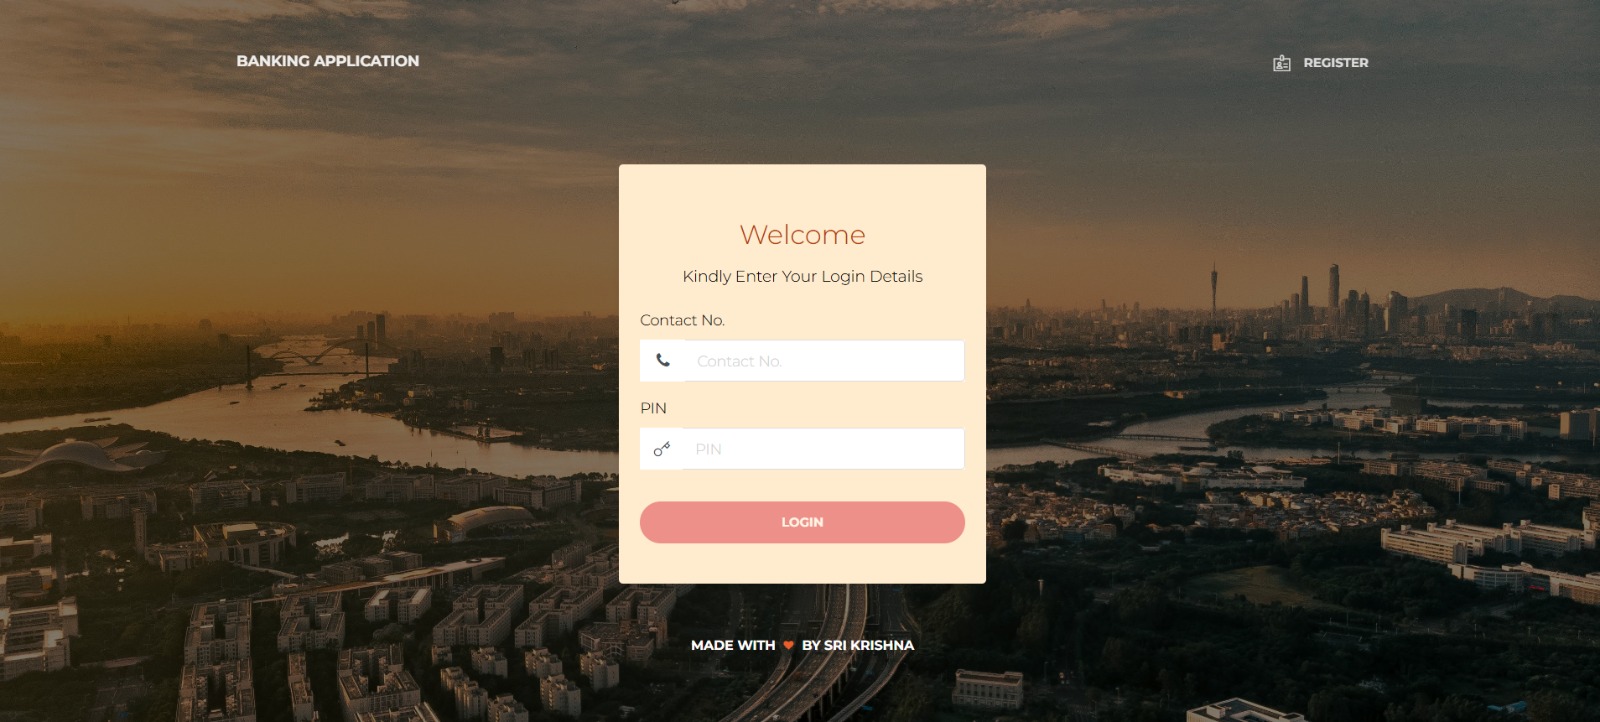 BANKING APPLICATION
REGISTER
Welcome
Kindly Enter Your Login Details
Contact No.
Contact No.
PIN
PIN
LOGIN
MADE WITH BY SRI KRISHNA